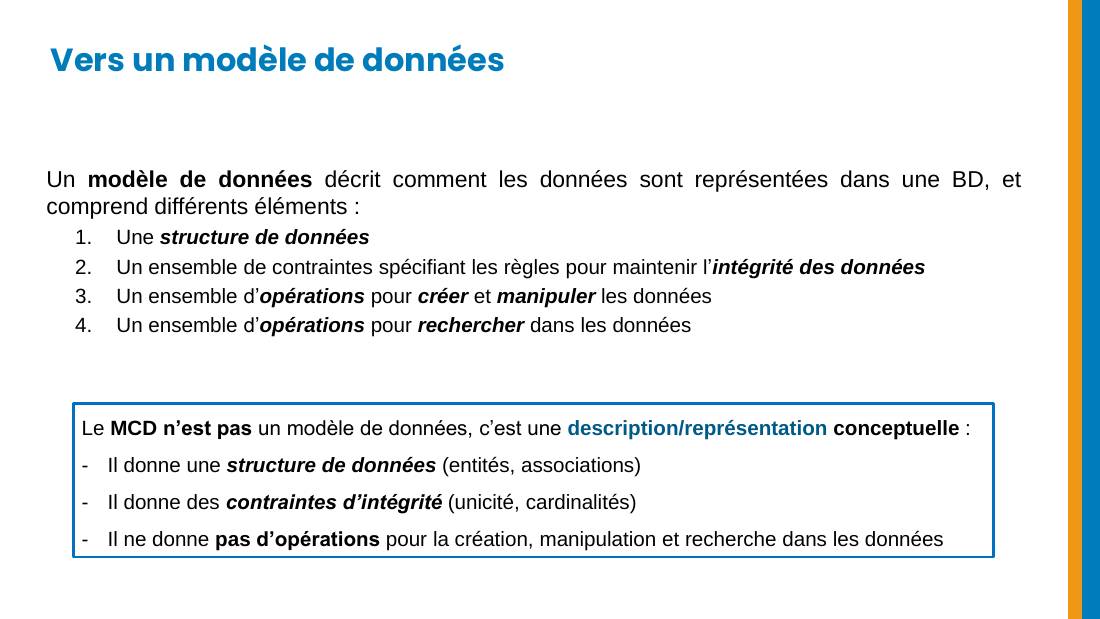 Vers un modèle de données
Un modèle de données décrit comment les données sont représentées dans une BD, et
comprend différents éléments :
1. Une structure de données
2. Un ensemble de contraintes spécifiant les règles pour maintenir l’intégrité des données
3. Un ensemble d’opérations pour créer et manipuler les données
4. Un ensemble d’opérations pour rechercher dans les données
Le MCD n’est pas un modèle de données, c’est une description/représentation conceptuelle :
- Il donne une structure de données (entités, associations)
- Il donne des contraintes d’intégrité (unicité, cardinalités)
- Il ne donne pas d’opérations pour la création, manipulation et recherche dans les données